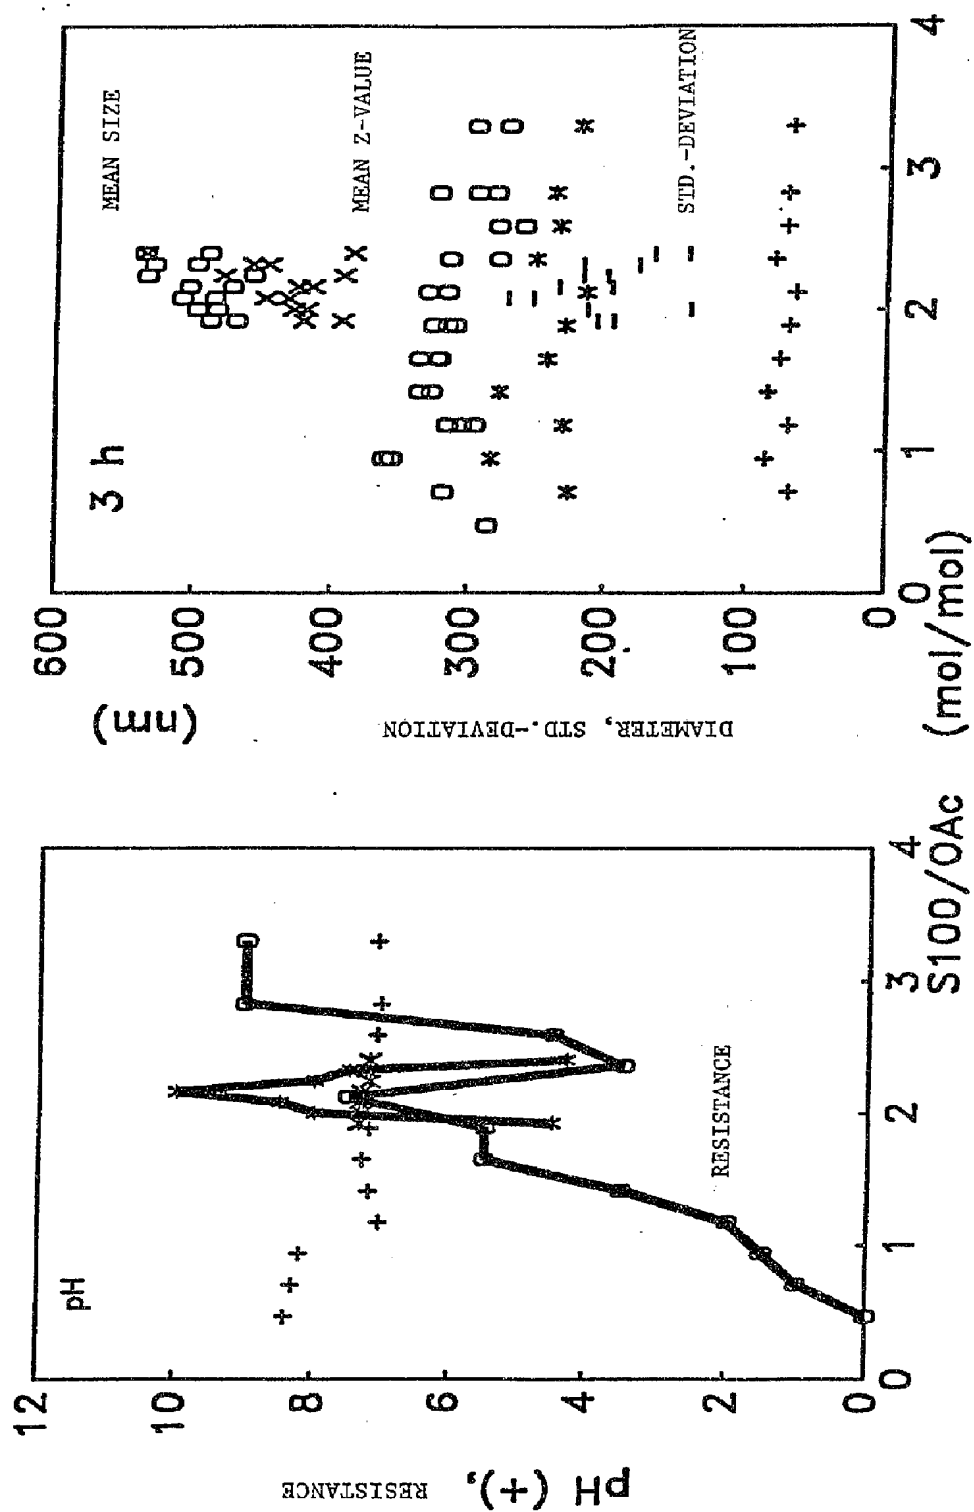 12
10
8
6
4
2
0
0
1
2
3
4
pH
RESISTANCE
pH (+),
RESISTANCE
S100/OAc (mol/mol)
600
500
400
300
200
100
0
0
1
2
3
4
3 h
MEAN SIZE
MEAN Z-VALUE
STD.-DEVIATION
(nm)
DIAMETER, STD.-DEVIATION